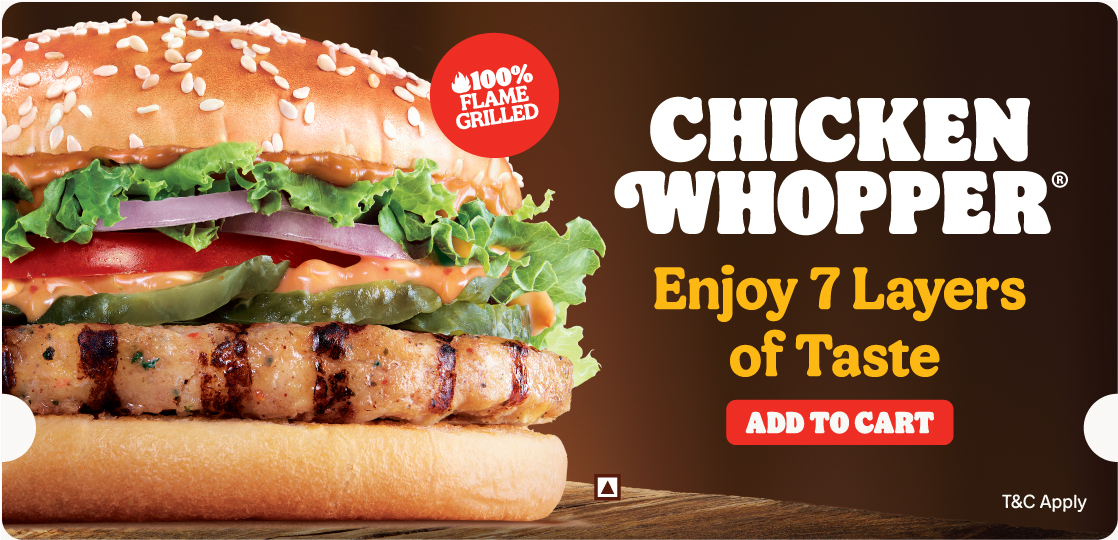 100%
FLAME
GRILLED
CHICKEN
WHOPPER®
Enjoy 7 Layers
of Taste
ADD TO CART
T&C Apply